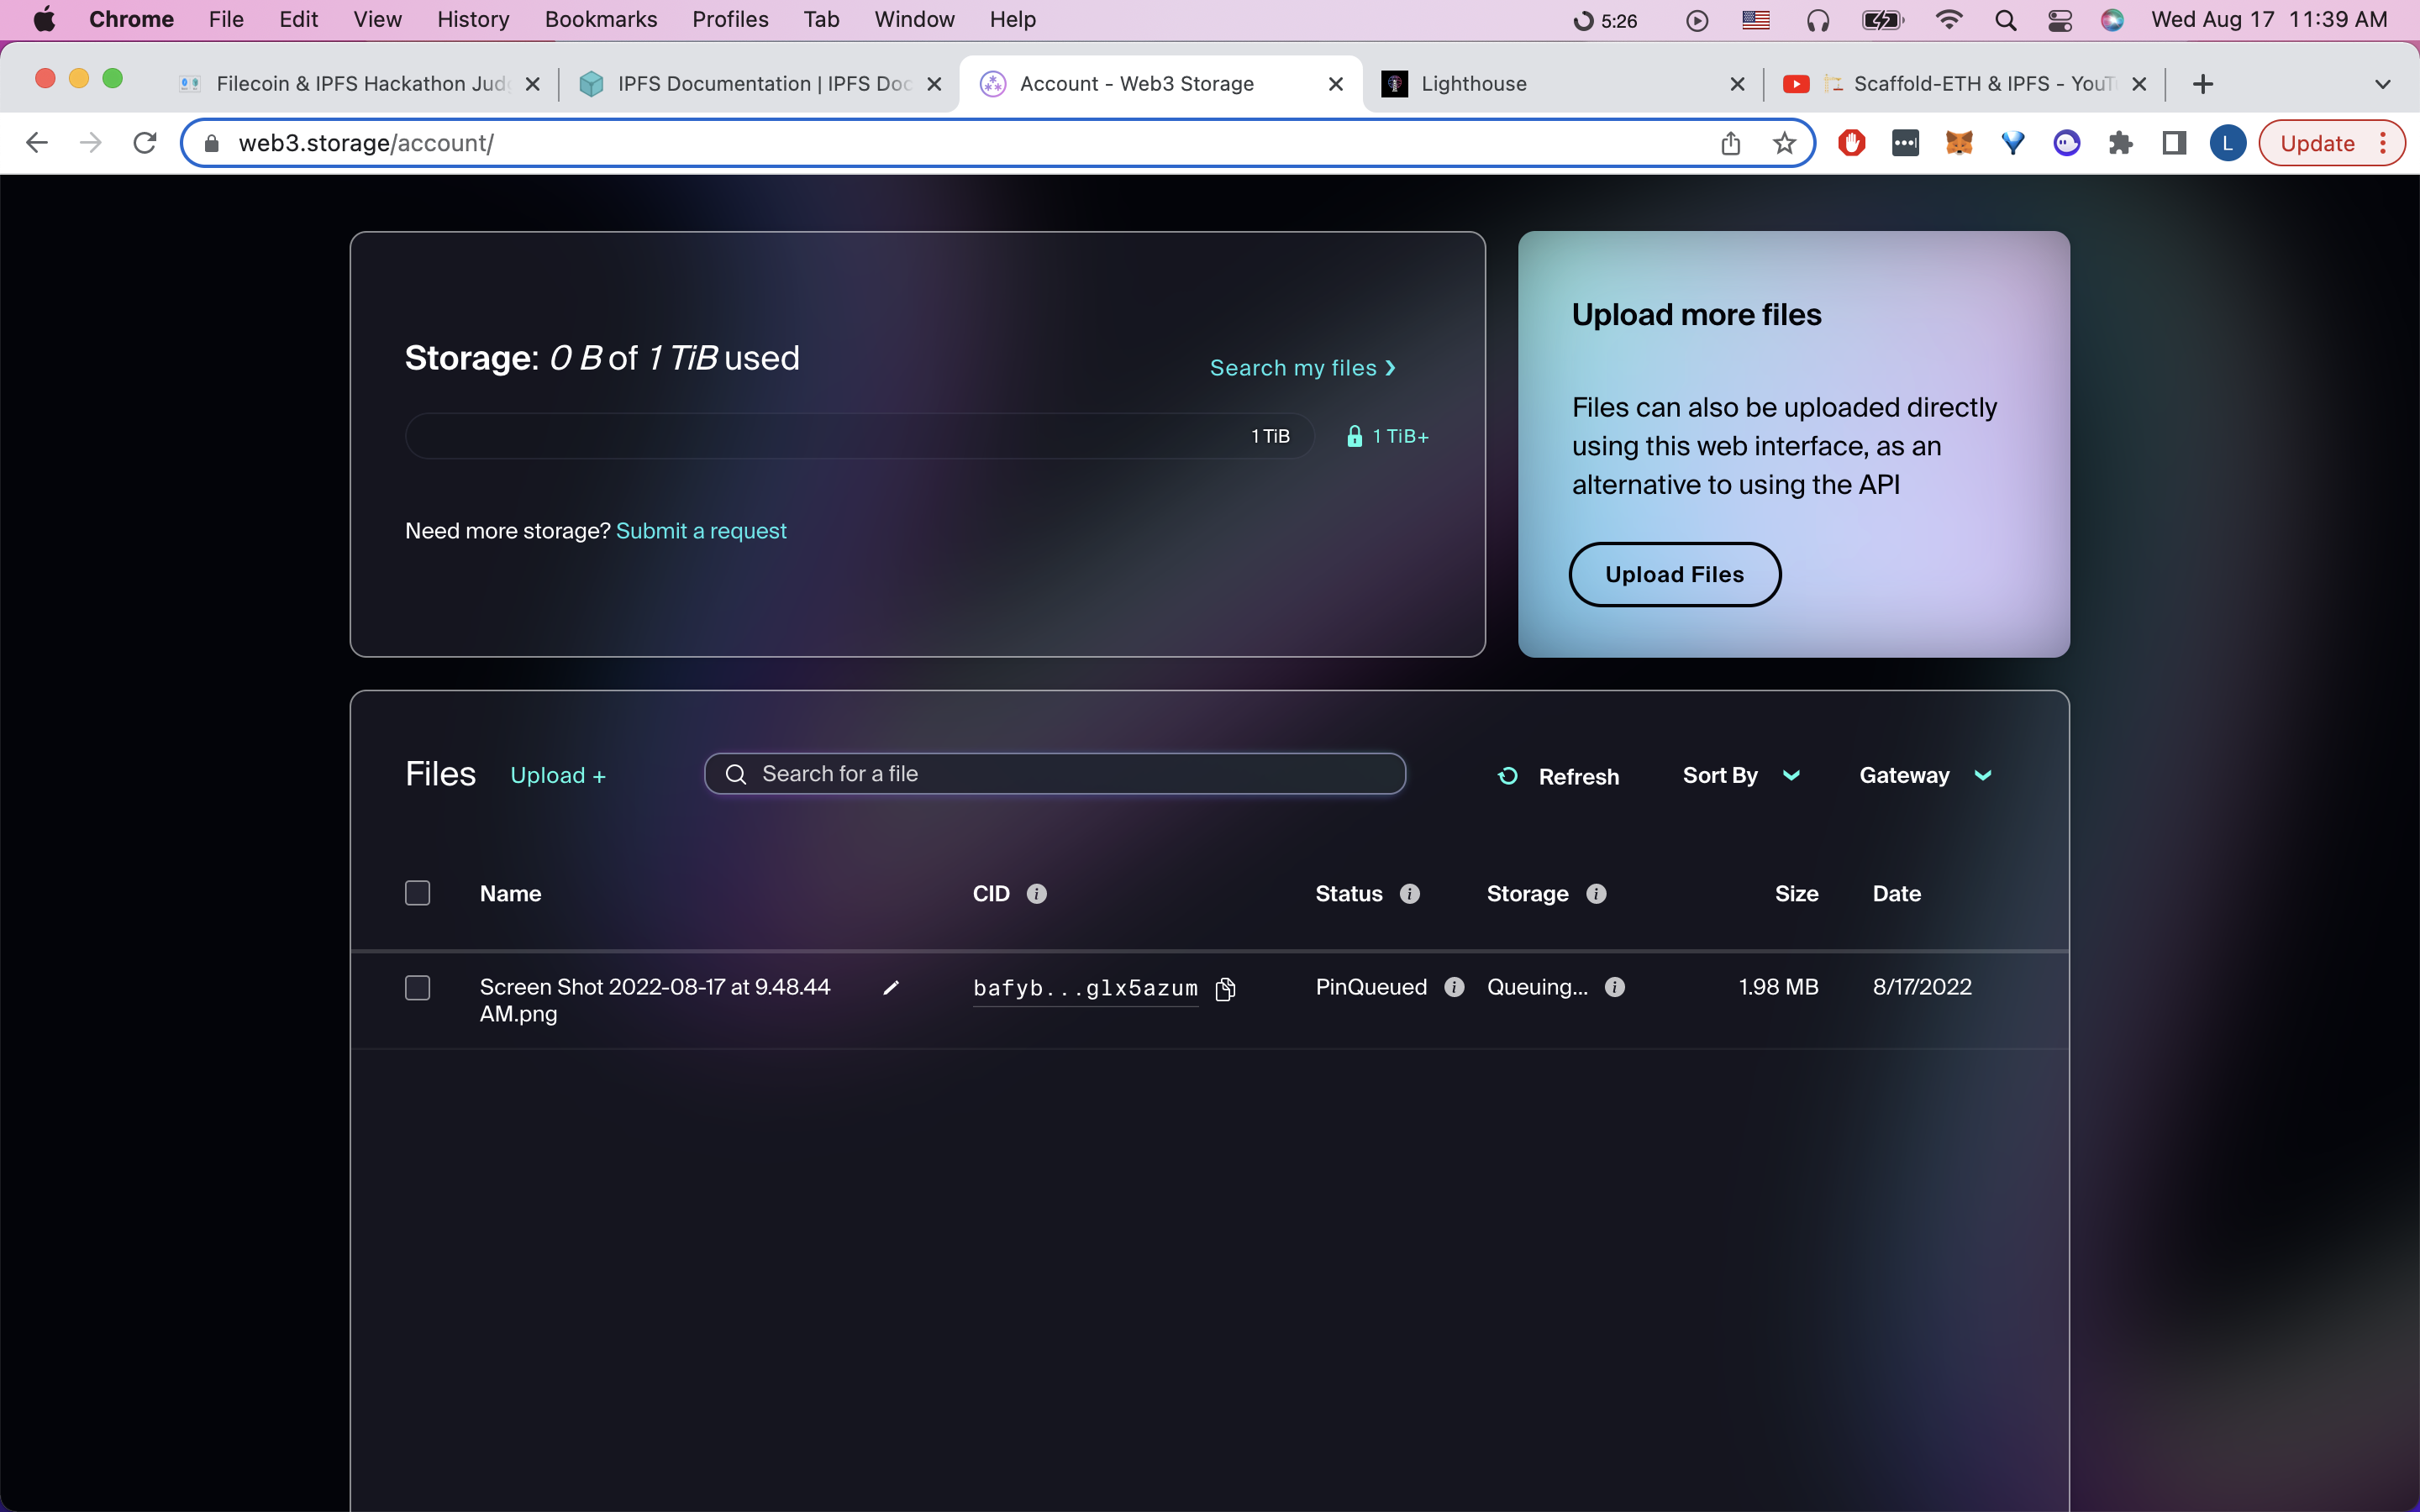 Chrome File Edit View History Bookmarks Profiles Tab Window Help 5:26 Wed Aug 17 11:39 AM
Filecoin & IPFS Hackathon Jud IPFS Documentation | IPFS Doc Account - Web3 Storage Lighthouse Scaffold-ETH & IPFS - YouT
web3.storage/account/ L Update
Storage: 0 B of 1 TiB used
Search my files ›
1 TiB 1 TiB+
Need more storage? Submit a request
Upload more files
Files can also be uploaded directly
using this web interface, as an
alternative to using the API
Upload Files
Files Upload + Search for a file Refresh Sort By Gateway
Name CID i Status i Storage i Size Date
Screen Shot 2022-08-17 at 9.48.44 bafyb...glx5azum PinQueued i Queuing... i 1.98 MB 8/17/2022
AM.png